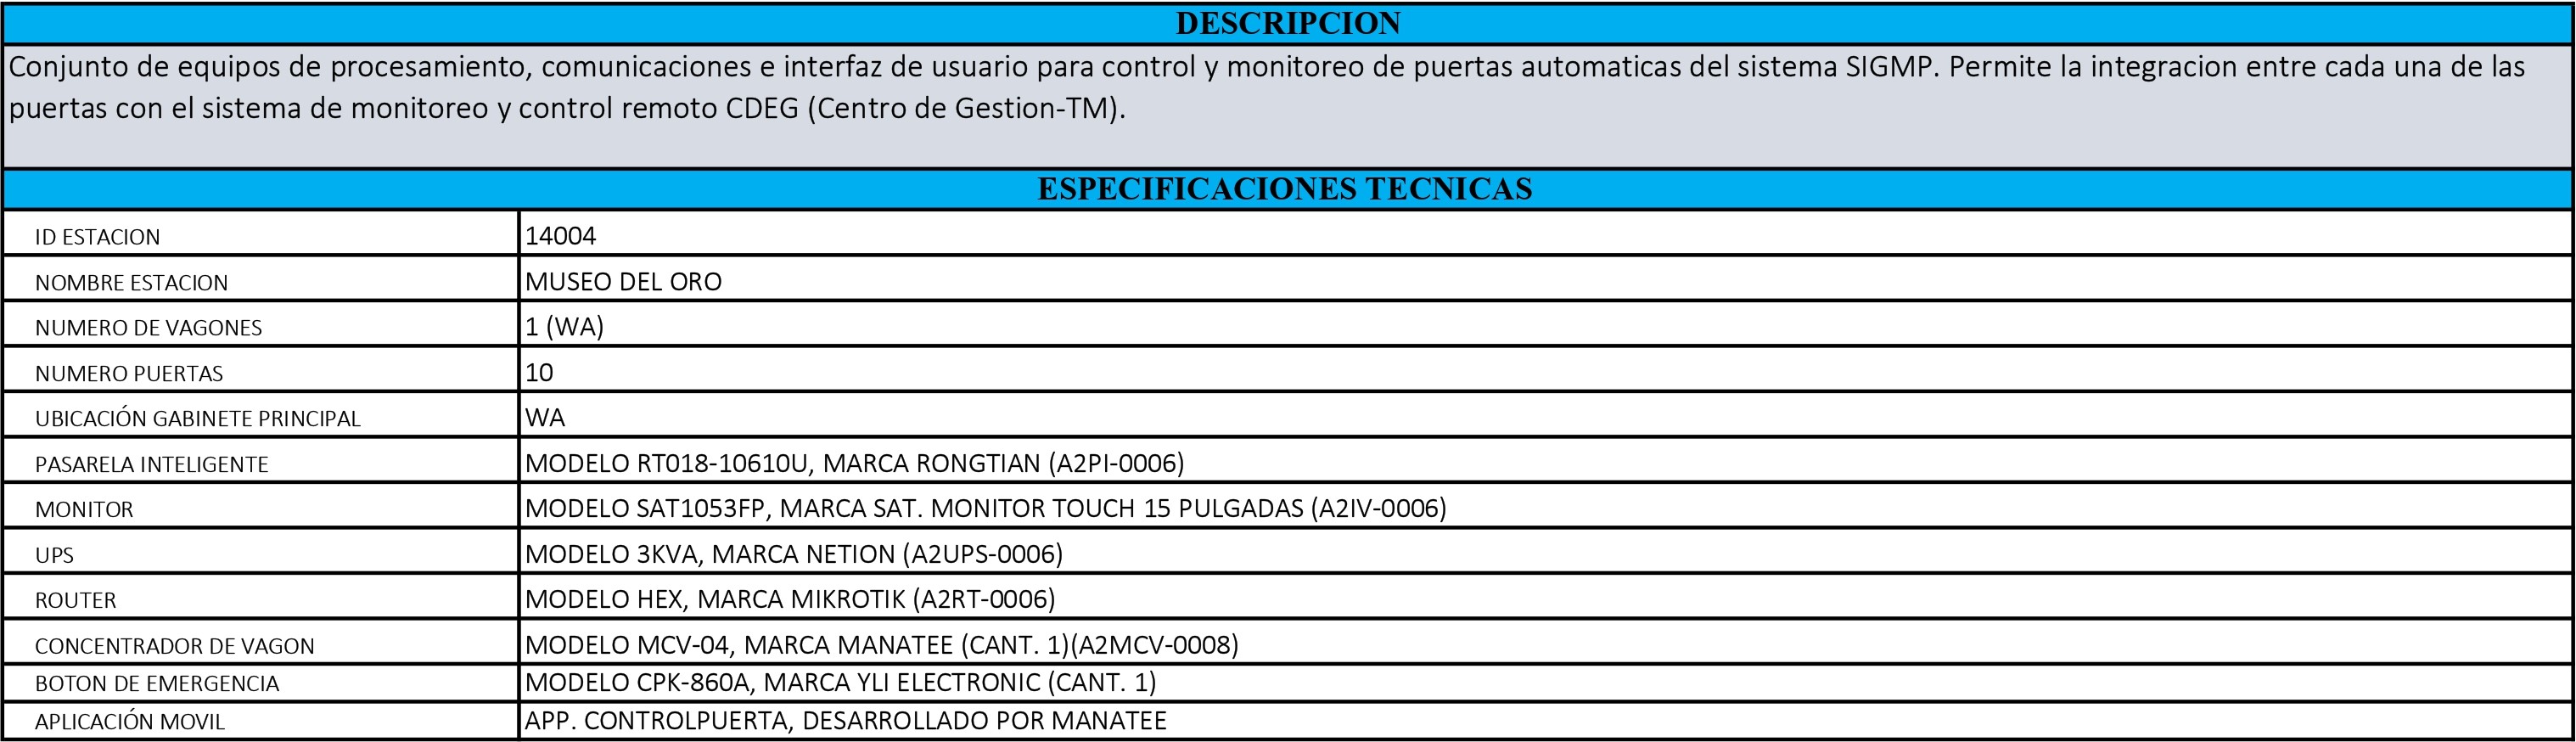 DESCRIPCION
Conjunto de equipos de procesamiento, comunicaciones e interfaz de usuario para control y monitoreo de puertas automaticas del sistema SIGMP. Permite la integracion entre cada una de las
puertas con el sistema de monitoreo y control remoto CDEG (Centro de Gestion-TM).
ESPECIFICACIONES TECNICAS
ID ESTACION 14004
NOMBRE ESTACION MUSEO DEL ORO
NUMERO DE VAGONES 1 (WA)
NUMERO PUERTAS 10
UBICACIÓN GABINETE PRINCIPAL WA
PASARELA INTELIGENTE MODELO RT018-10610U, MARCA RONGTIAN (A2PI-0006)
MONITOR MODELO SAT1053FP, MARCA SAT. MONITOR TOUCH 15 PULGADAS (A2IV-0006)
UPS MODELO 3KVA, MARCA NETION (A2UPS-0006)
ROUTER MODELO HEX, MARCA MIKROTIK (A2RT-0006)
CONCENTRADOR DE VAGON MODELO MCV-04, MARCA MANATEE (CANT. 1)(A2MCV-0008)
BOTON DE EMERGENCIA MODELO CPK-860A, MARCA YLI ELECTRONIC (CANT. 1)
APLICACIÓN MOVIL APP. CONTROLPUERTA, DESARROLLADO POR MANATEE